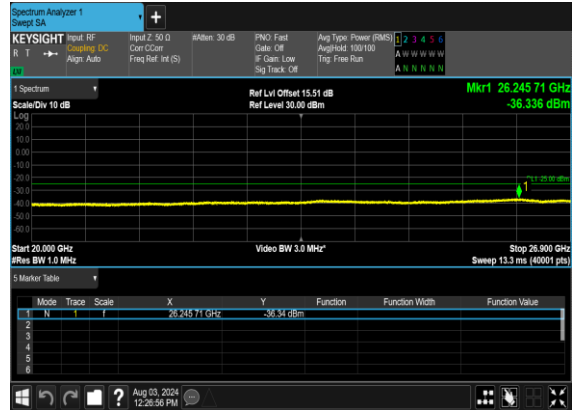 Spectrum Analyzer 1
Swept SA
+
KEYSIGHT Input: RF Input Z: 50 Ω #Atten: 30 dB PNO: Fast Avg Type: Power (RMS) 1 2 3 4 5 6
R T Coupling: DC Corr CCorr Gate: Off Avg|Hold: 100/100 A W W W W W
Align: Auto Freq Ref: Int (S) IF Gain: Low Trig: Free Run
Sig Track: Off A N N N N N
1 Spectrum Ref Lvl Offset 15.51 dB Mkr1 26.245 71 GHz
Scale/Div 10 dB Ref Level 30.00 dBm -36.336 dBm
Log
20.0
10.0
0.00
-10.0
-20.0
DL1 -25.00 dBm
1
-30.0
-40.0
-50.0
-60.0
Start 20.000 GHz Video BW 3.0 MHz* Stop 26.900 GHz
#Res BW 1.0 MHz Sweep 13.3 ms (40001 pts)
5 Marker Table
Mode Trace Scale X Y Function Function Width Function Value
1 N 1 f 26.245 71 GHz -36.34 dBm
2
3
4
5
6
? Aug 03, 2024
12:26:56 PM